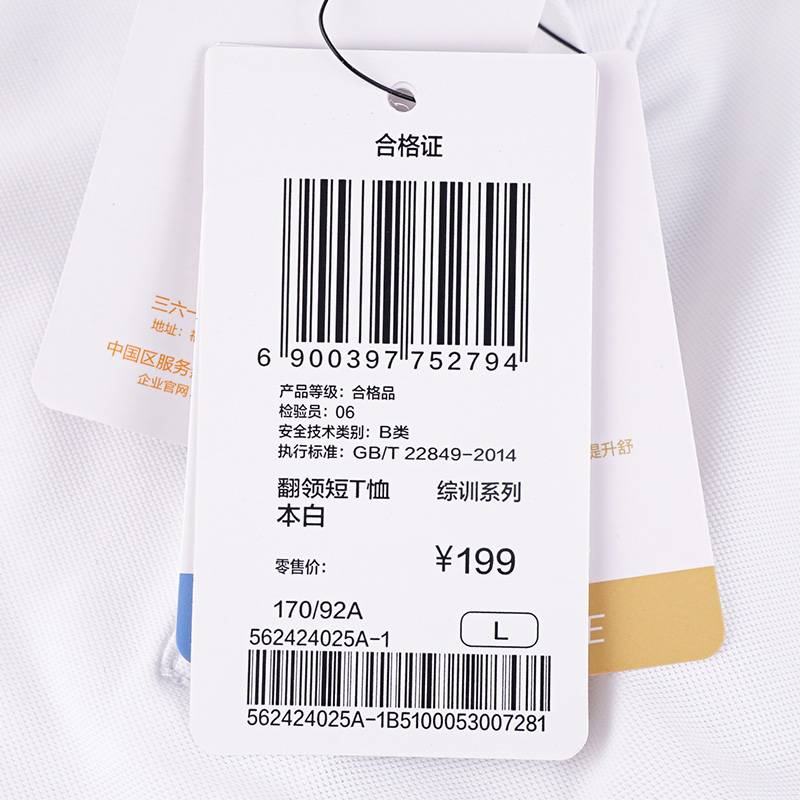 合格证
6 900397 752794
产品等级：合格品
检验员：06
安全技术类别：B类
执行标准：GB/T 22849-2014
翻领短T恤 综训系列
本白
零售价： ¥199
170/92A
562424025A-1 L
562424025A-1B5100053007281
三六一
地址：
中国区服务
企业官网：
提升舒
E